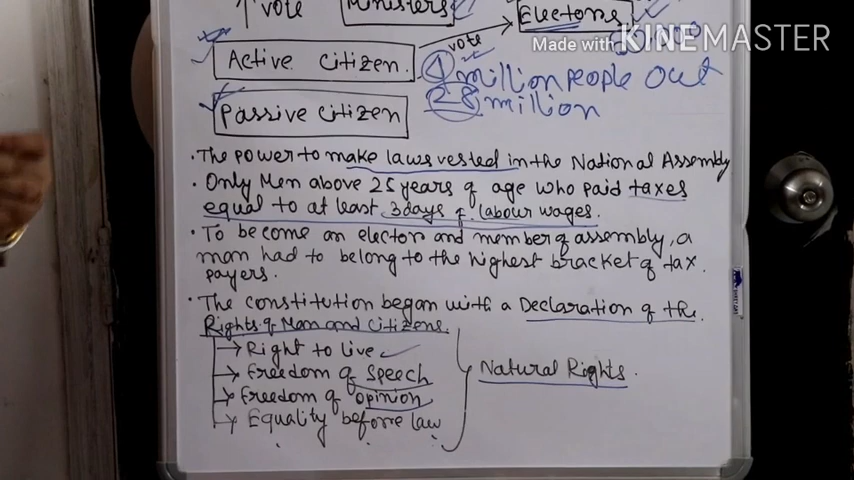 vote Ministers Electors
Made with KINEMASTER
Active Citizen vote
4 million people out
28 million
Passive Citizen
• The power to make laws vested in the National Assembly
• Only Men above 25 years of age who paid taxes
equal to at least 3 days of labour wages.
• To become an elector and member of assembly, a
man had to belong to the highest bracket of tax
payers.
• The constitution began with a Declaration of the
Rights of Man and Citizens.
→ Right to live
→ Freedom of speech
→ Freedom of opinion
→ Equality before law
Natural Rights.